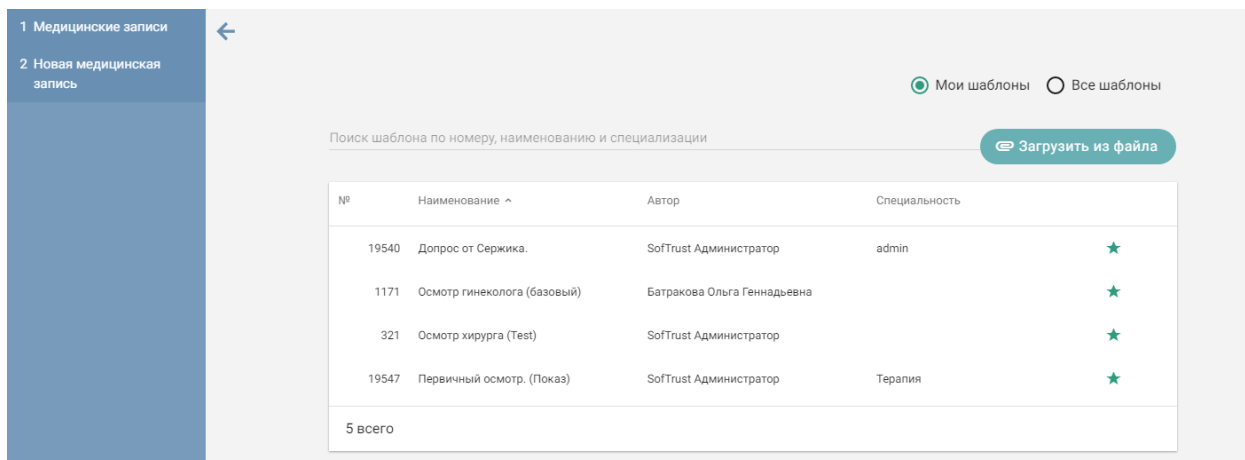 1 Медицинские записи
2 Новая медицинская
запись
Мои шаблоны Все шаблоны
Поиск шаблона по номеру, наименованию и специализации
Загрузить из файла
№ Наименование Автор Специальность
19540 Допрос от Сержика. SofTrust Администратор admin
1171 Осмотр гинеколога (базовый) Батракова Ольга Геннадьевна
321 Осмотр хирурга (Test) SofTrust Администратор
19547 Первичный осмотр. (Показ) SofTrust Администратор Терапия
5 всего